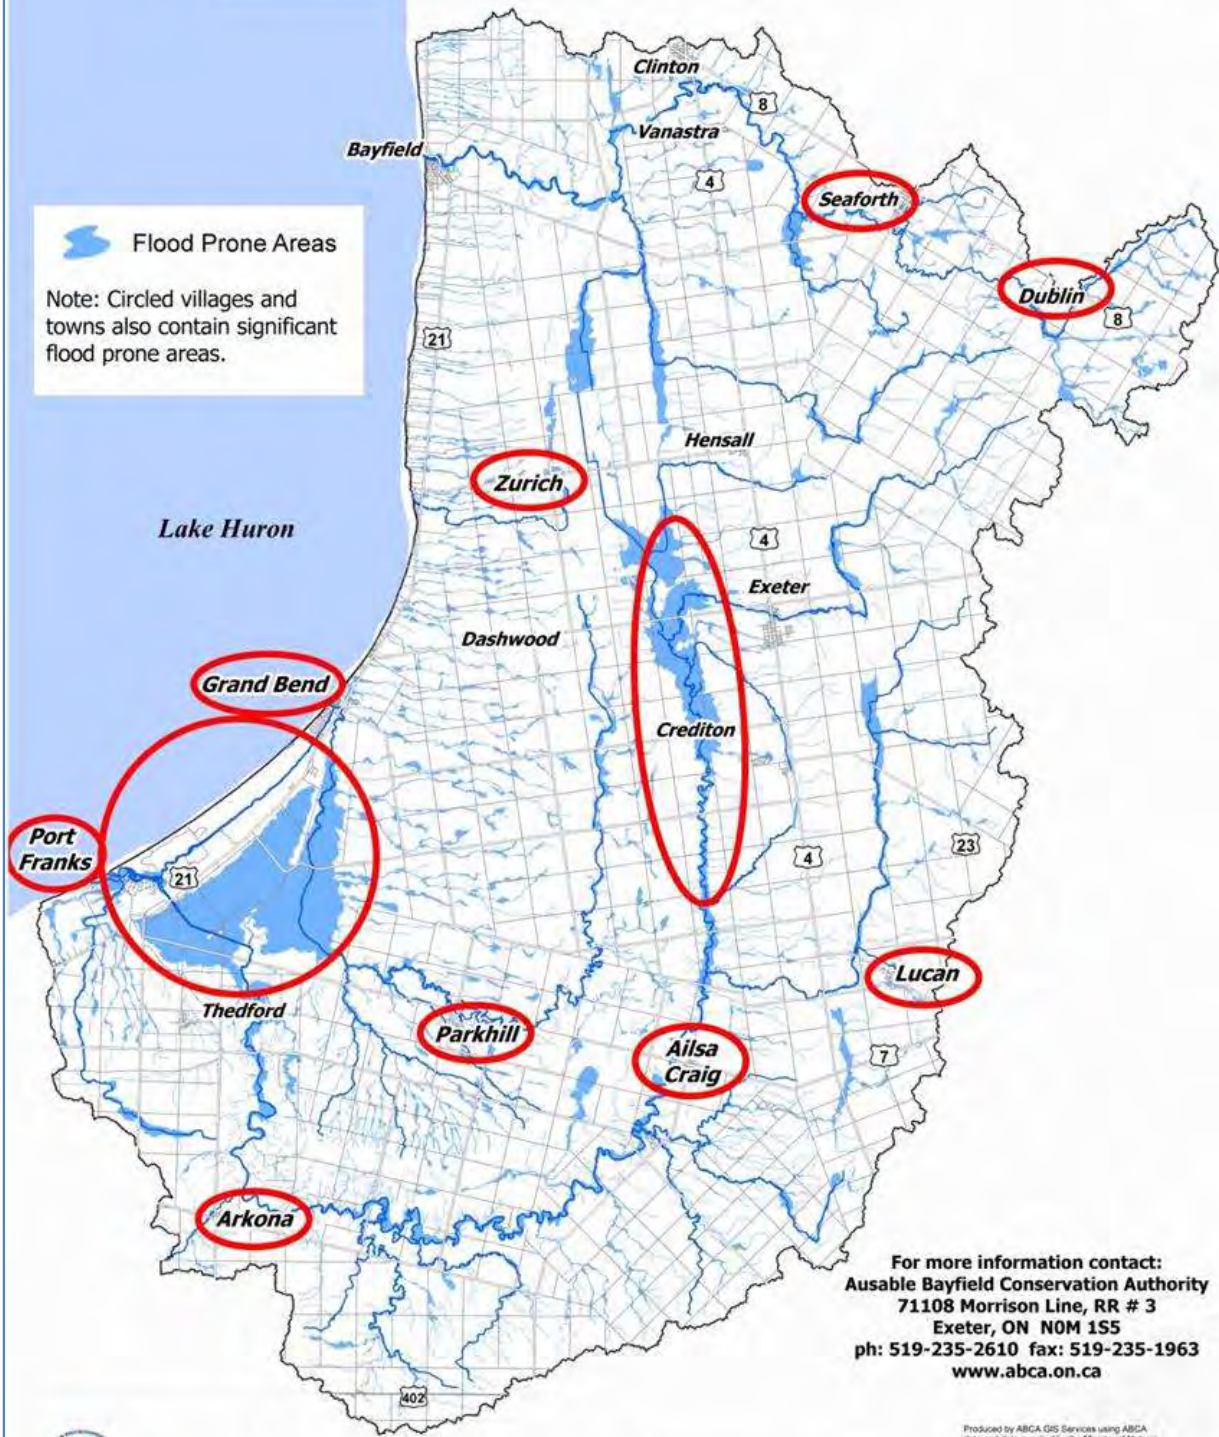 Clinton
8
Vanastra
Bayfield
4
Seaforth
Flood Prone Areas
Note: Circled villages and
towns also contain significant
flood prone areas.
Dublin
8
21
Hensall
Zurich
Lake Huron
4
Exeter
Dashwood
Grand Bend
Crediton
Port
Franks
21
4
23
Lucan
Thedford
Parkhill
Ailsa
Craig
7
Arkona
For more information contact:
Ausable Bayfield Conservation Authority
71108 Morrison Line, RR # 3
Exeter, ON N0M 1S5
ph: 519-235-2610 fax: 519-235-1963
www.abca.on.ca
402
Produced by ABCA GIS Services using ABCA